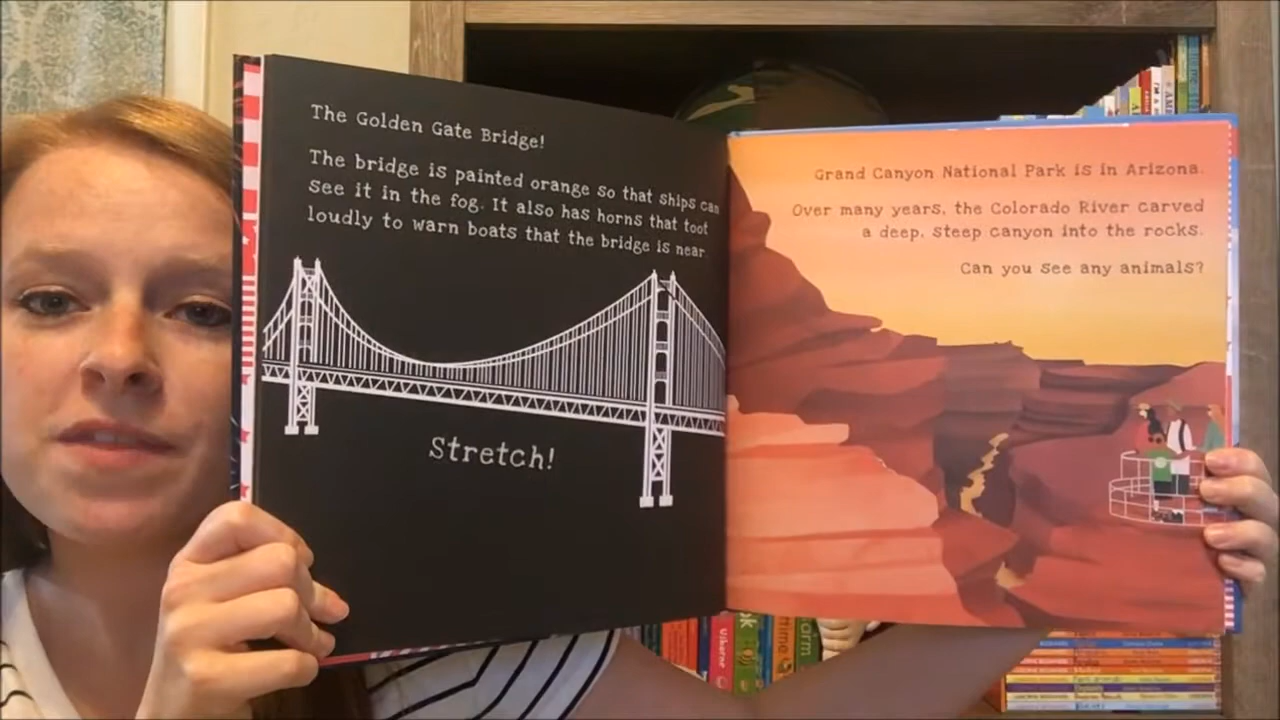 The Golden Gate Bridge!
The bridge is painted orange so that ships can
see it in the fog. It also has horns that toot
loudly to warn boats that the bridge is near.
Stretch!
Grand Canyon National Park is in Arizona.
Over many years, the Colorado River carved
a deep, steep canyon into the rocks.
Can you see any animals?
Usborne